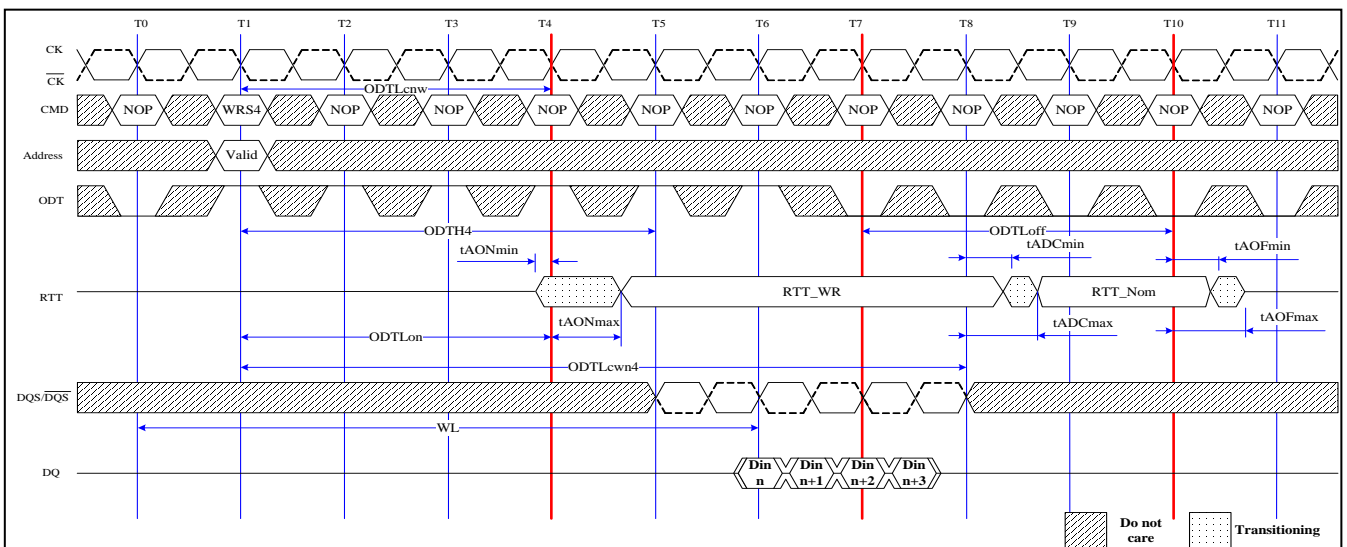 T0 T1 T2 T3 T4 T5 T6 T7 T8 T9 T10 T11
CK
CK
ODTLcnw
CMD NOP WRS4 NOP NOP NOP NOP NOP NOP NOP NOP NOP NOP
Address Valid
ODT
ODTH4 ODTLoff
tAONmin tADCmin tAOFmin
RTT RTT_WR RTT_Nom
ODTLon tAONmax tADCmax tAOFmax
ODTLcwn4
DQS/DQS
WL
DQ Din n Din n+1 Din n+2 Din n+3
Do not care Transitioning